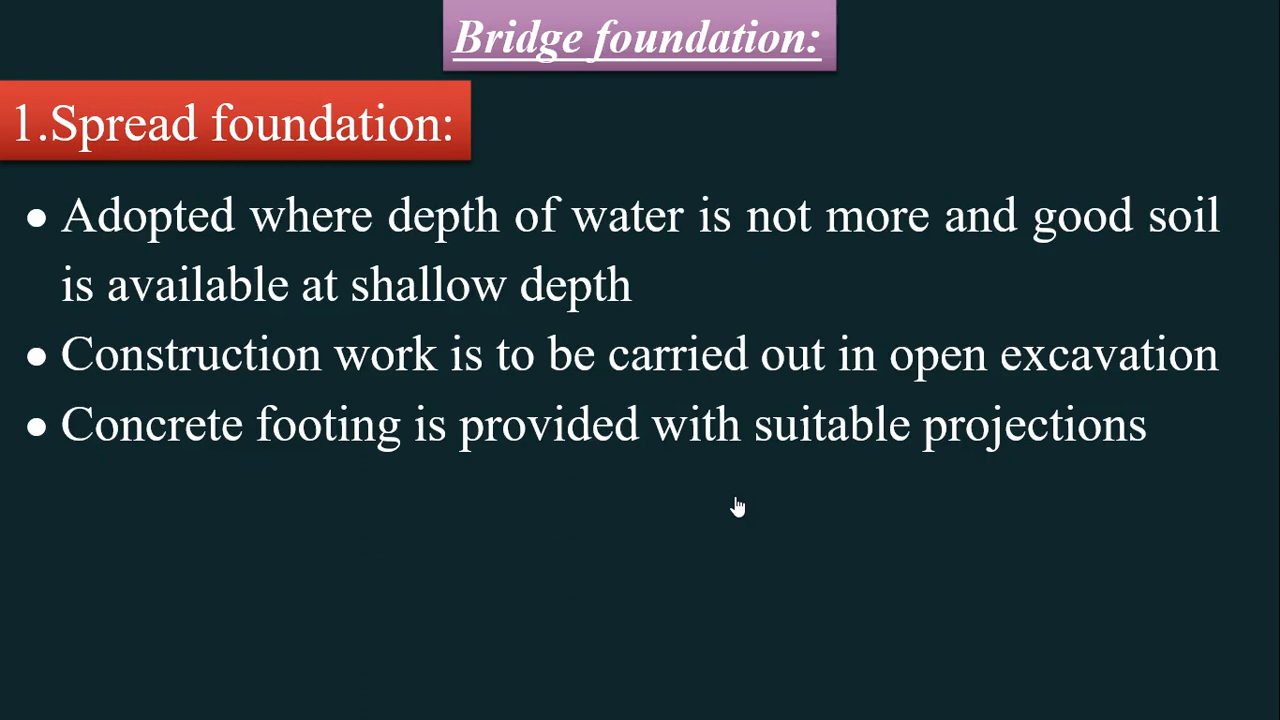 Bridge foundation:
1.Spread foundation:
● Adopted where depth of water is not more and good soil
is available at shallow depth
● Construction work is to be carried out in open excavation
● Concrete footing is provided with suitable projections